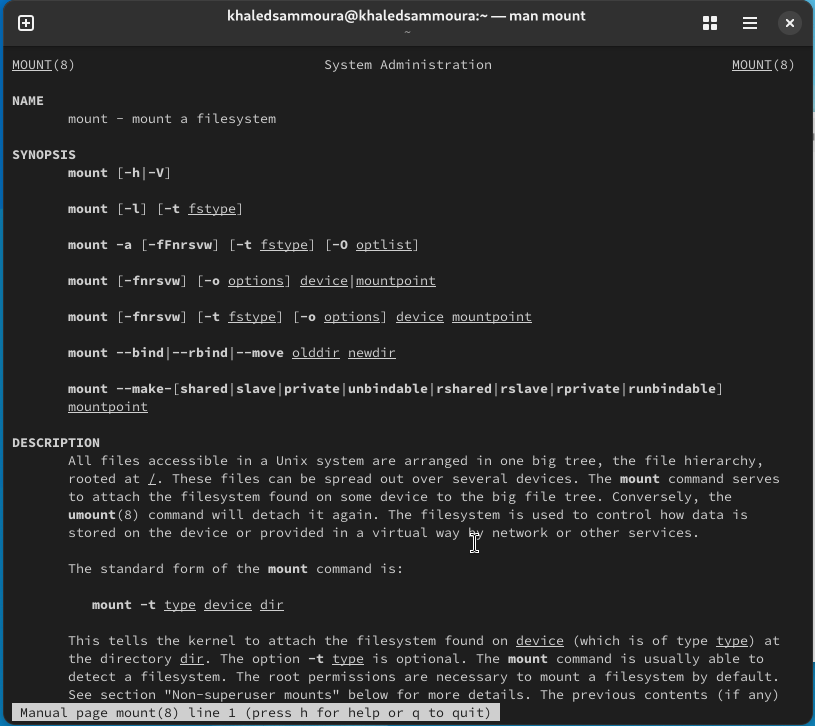 khaledsammoura@khaledsammoura:~ — man mount
~
MOUNT(8) System Administration MOUNT(8)
NAME
mount - mount a filesystem
SYNOPSIS
mount [-h|-V]
mount [-l] [-t fstype]
mount -a [-fFnrsvw] [-t fstype] [-O optlist]
mount [-fnrsvw] [-o options] device|mountpoint
mount [-fnrsvw] [-t fstype] [-o options] device mountpoint
mount --bind|--rbind|--move olddir newdir
mount --make-[shared|slave|private|unbindable|rshared|rslave|rprivate|runbindable]
mountpoint
DESCRIPTION
All files accessible in a Unix system are arranged in one big tree, the file hierarchy,
rooted at /. These files can be spread out over several devices. The mount command serves
to attach the filesystem found on some device to the big file tree. Conversely, the
umount(8) command will detach it again. The filesystem is used to control how data is
stored on the device or provided in a virtual way by network or other services.
The standard form of the mount command is:
mount -t type device dir
This tells the kernel to attach the filesystem found on device (which is of type type) at
the directory dir. The option -t type is optional. The mount command is usually able to
detect a filesystem. The root permissions are necessary to mount a filesystem by default.
See section "Non-superuser mounts" below for more details. The previous contents (if any)
Manual page mount(8) line 1 (press h for help or q to quit)